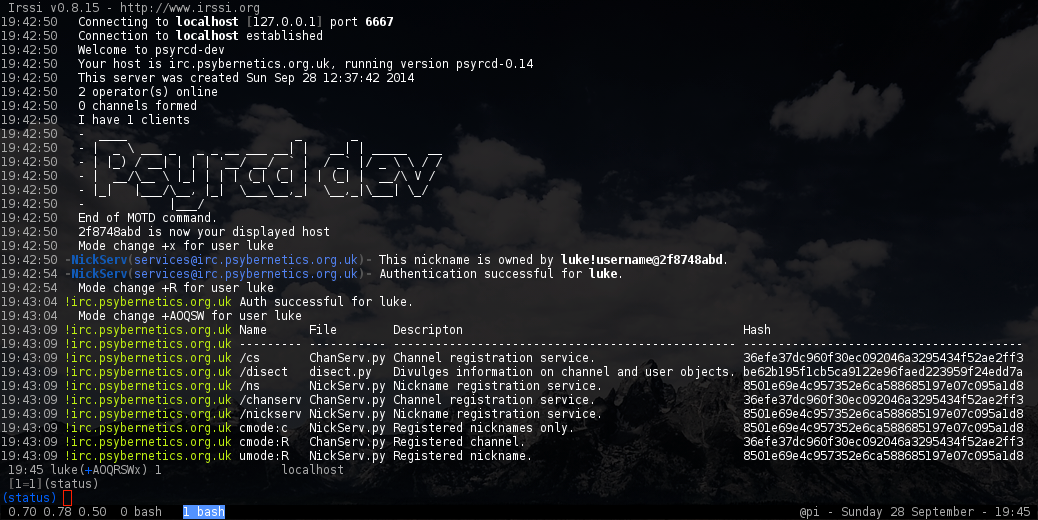 Irssi v0.8.15 - http://www.irssi.org
19:42:50 Connecting to localhost [127.0.0.1] port 6667
19:42:50 Connection to localhost established
19:42:50 Welcome to psyrcd-dev
19:42:50 Your host is irc.psybernetics.org.uk, running version psyrcd-0.14
19:42:50 This server was created Sun Sep 28 12:37:42 2014
19:42:50 2 operator(s) online
19:42:50 0 channels formed
19:42:50 I have 1 clients
19:42:50 -
19:42:50 -
19:42:50 - Psyrcd dev
19:42:50 -
19:42:50 -
19:42:50 -
19:42:50 End of MOTD command.
19:42:50 2f8748abd is now your displayed host
19:42:50 Mode change +x for user luke
19:42:50 -NickServ(services@irc.psybernetics.org.uk)- This nickname is owned by luke!username@2f8748abd.
19:42:54 -NickServ(services@irc.psybernetics.org.uk)- Authentication successful for luke.
19:42:54 Mode change +R for user luke
19:43:04 !irc.psybernetics.org.uk Auth successful for luke.
19:43:04 Mode change +AOQSW for user luke
19:43:09 !irc.psybernetics.org.uk Name File Descripton Hash
19:43:09 !irc.psybernetics.org.uk --------- ----------- ------------------------------------------------- ----------------------------------------
19:43:09 !irc.psybernetics.org.uk /cs ChanServ.py Channel registration service. 36efe37dc960f30ec092046a3295434f52ae2ff3
19:43:09 !irc.psybernetics.org.uk /disect disect.py Divulges information on channel and user objects. be62b195f1cb5ca9122e96faed223959f24edd7a
19:43:09 !irc.psybernetics.org.uk /ns NickServ.py Nickname registration service. 8501e69e4c957352e6ca588685197e07c095a1d8
19:43:09 !irc.psybernetics.org.uk /chanserv ChanServ.py Channel registration service. 36efe37dc960f30ec092046a3295434f52ae2ff3
19:43:09 !irc.psybernetics.org.uk /nickserv NickServ.py Nickname registration service. 8501e69e4c957352e6ca588685197e07c095a1d8
19:43:09 !irc.psybernetics.org.uk cmode:c NickServ.py Registered nicknames only. 8501e69e4c957352e6ca588685197e07c095a1d8
19:43:09 !irc.psybernetics.org.uk cmode:R ChanServ.py Registered channel. 36efe37dc960f30ec092046a3295434f52ae2ff3
19:43:09 !irc.psybernetics.org.uk umode:R NickServ.py Registered nickname. 8501e69e4c957352e6ca588685197e07c095a1d8
19:45 luke(+AOQRSWx) 1 localhost
[1=1](status)
(status)
0.70 0.78 0.50 0 bash 1 bash @pi - Sunday 28 September - 19:45